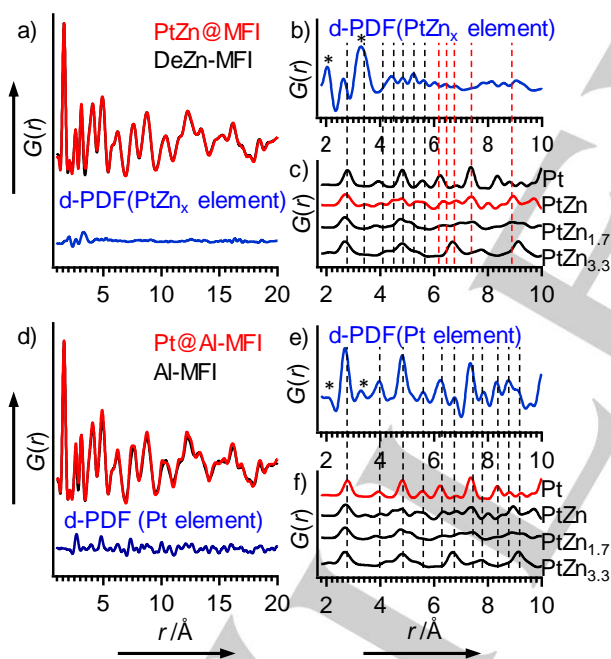 a)
PtZn@MFI
DeZn-MFI
G(r)
d-PDF(PtZnₓ element)
5 10 15 20
b)
d-PDF(PtZnₓ element)
*
*
G(r)
2 4 6 8 10
c)
G(r)
Pt
PtZn
PtZn₁.₇
PtZn₃.₃
2 4 6 8 10
d)
Pt@Al-MFI
Al-MFI
G(r)
d-PDF (Pt element)
5 10 15 20
r /Å
e)
d-PDF(Pt element)
*
*
G(r)
2 4 6 8 10
f)
G(r)
Pt
PtZn
PtZn₁.₇
PtZn₃.₃
2 4 6 8 10
r /Å